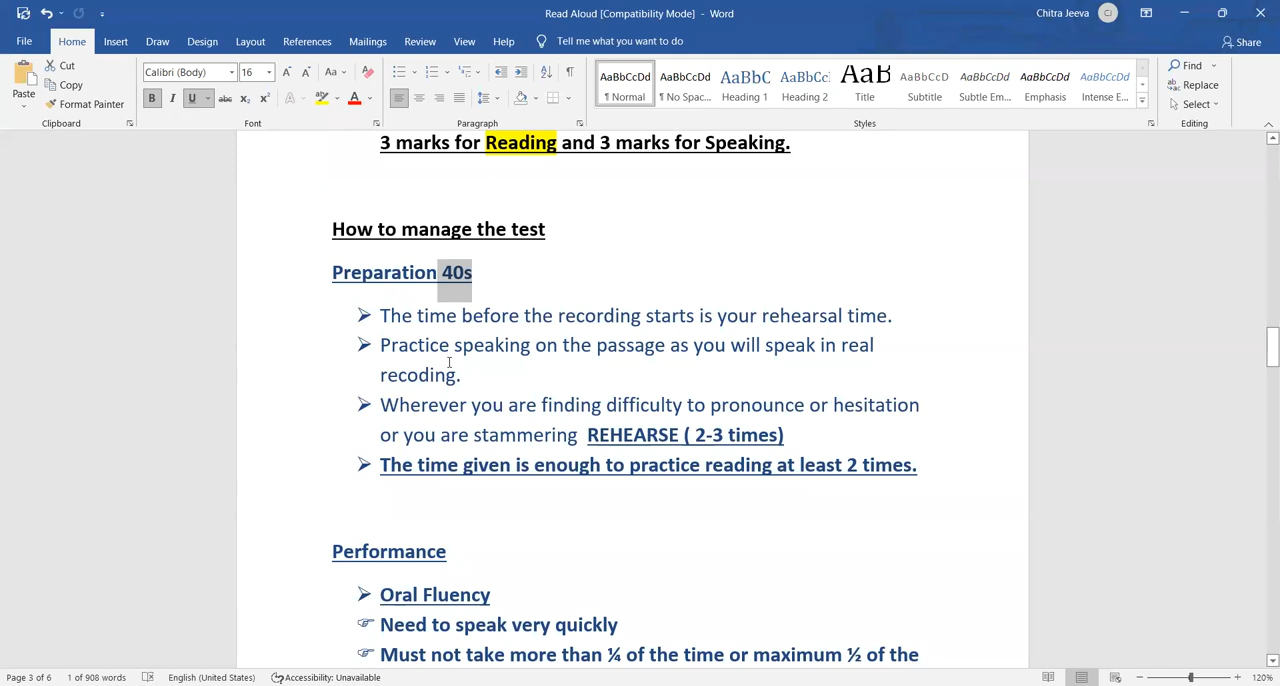 Read Aloud [Compatibility Mode] - Word
Chitra Jeeva
CJ
File Home Insert Draw Design Layout References Mailings Review View Help Tell me what you want to do
Share
Paste
Cut
Copy
Format Painter
Clipboard
Calibri (Body) 16
Font
Paragraph
AaBbCcDd AaBbCcDd AaBbC AaBbCc AaB AaBbCcD AaBbCcDd AaBbCcDd AaBbCcDd
¶ Normal ¶ No Spac... Heading 1 Heading 2 Title Subtitle Subtle Em... Emphasis Intense E...
Styles
Find
Replace
Select
Editing
3 marks for Reading and 3 marks for Speaking.
How to manage the test
Preparation 40s
The time before the recording starts is your rehearsal time.
Practice speaking on the passage as you will speak in real
recoding.
Wherever you are finding difficulty to pronounce or hesitation
or you are stammering REHEARSE ( 2-3 times)
The time given is enough to practice reading at least 2 times.
Performance
Oral Fluency
Need to speak very quickly
Must not take more than ¼ of the time or maximum ½ of the
Page 3 of 6 1 of 908 words English (United States) Accessibility: Unavailable 120%